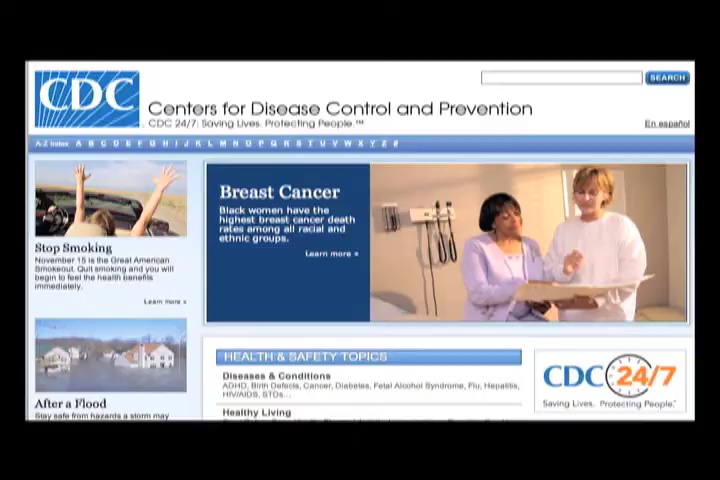 CDC
Centers for Disease Control and Prevention
CDC 24/7: Saving Lives. Protecting People.™
SEARCH
En español
A-Z Index A B C D E F G H I J K L M N O P Q R S T U V W X Y Z #
Stop Smoking
November 15 is the Great American
Smokeout. Quit smoking and you will
begin to feel the health benefits
immediately.
Learn more »
After a Flood
Stay safe from hazards a storm may
Breast Cancer
Black women have the
highest breast cancer death
rates among all racial and
ethnic groups.
Learn more »
HEALTH & SAFETY TOPICS
Diseases & Conditions
ADHD, Birth Defects, Cancer, Diabetes, Fetal Alcohol Syndrome, Flu, Hepatitis,
HIV/AIDS, STDs...
Healthy Living
CDC 24/7
Saving Lives. Protecting People.™